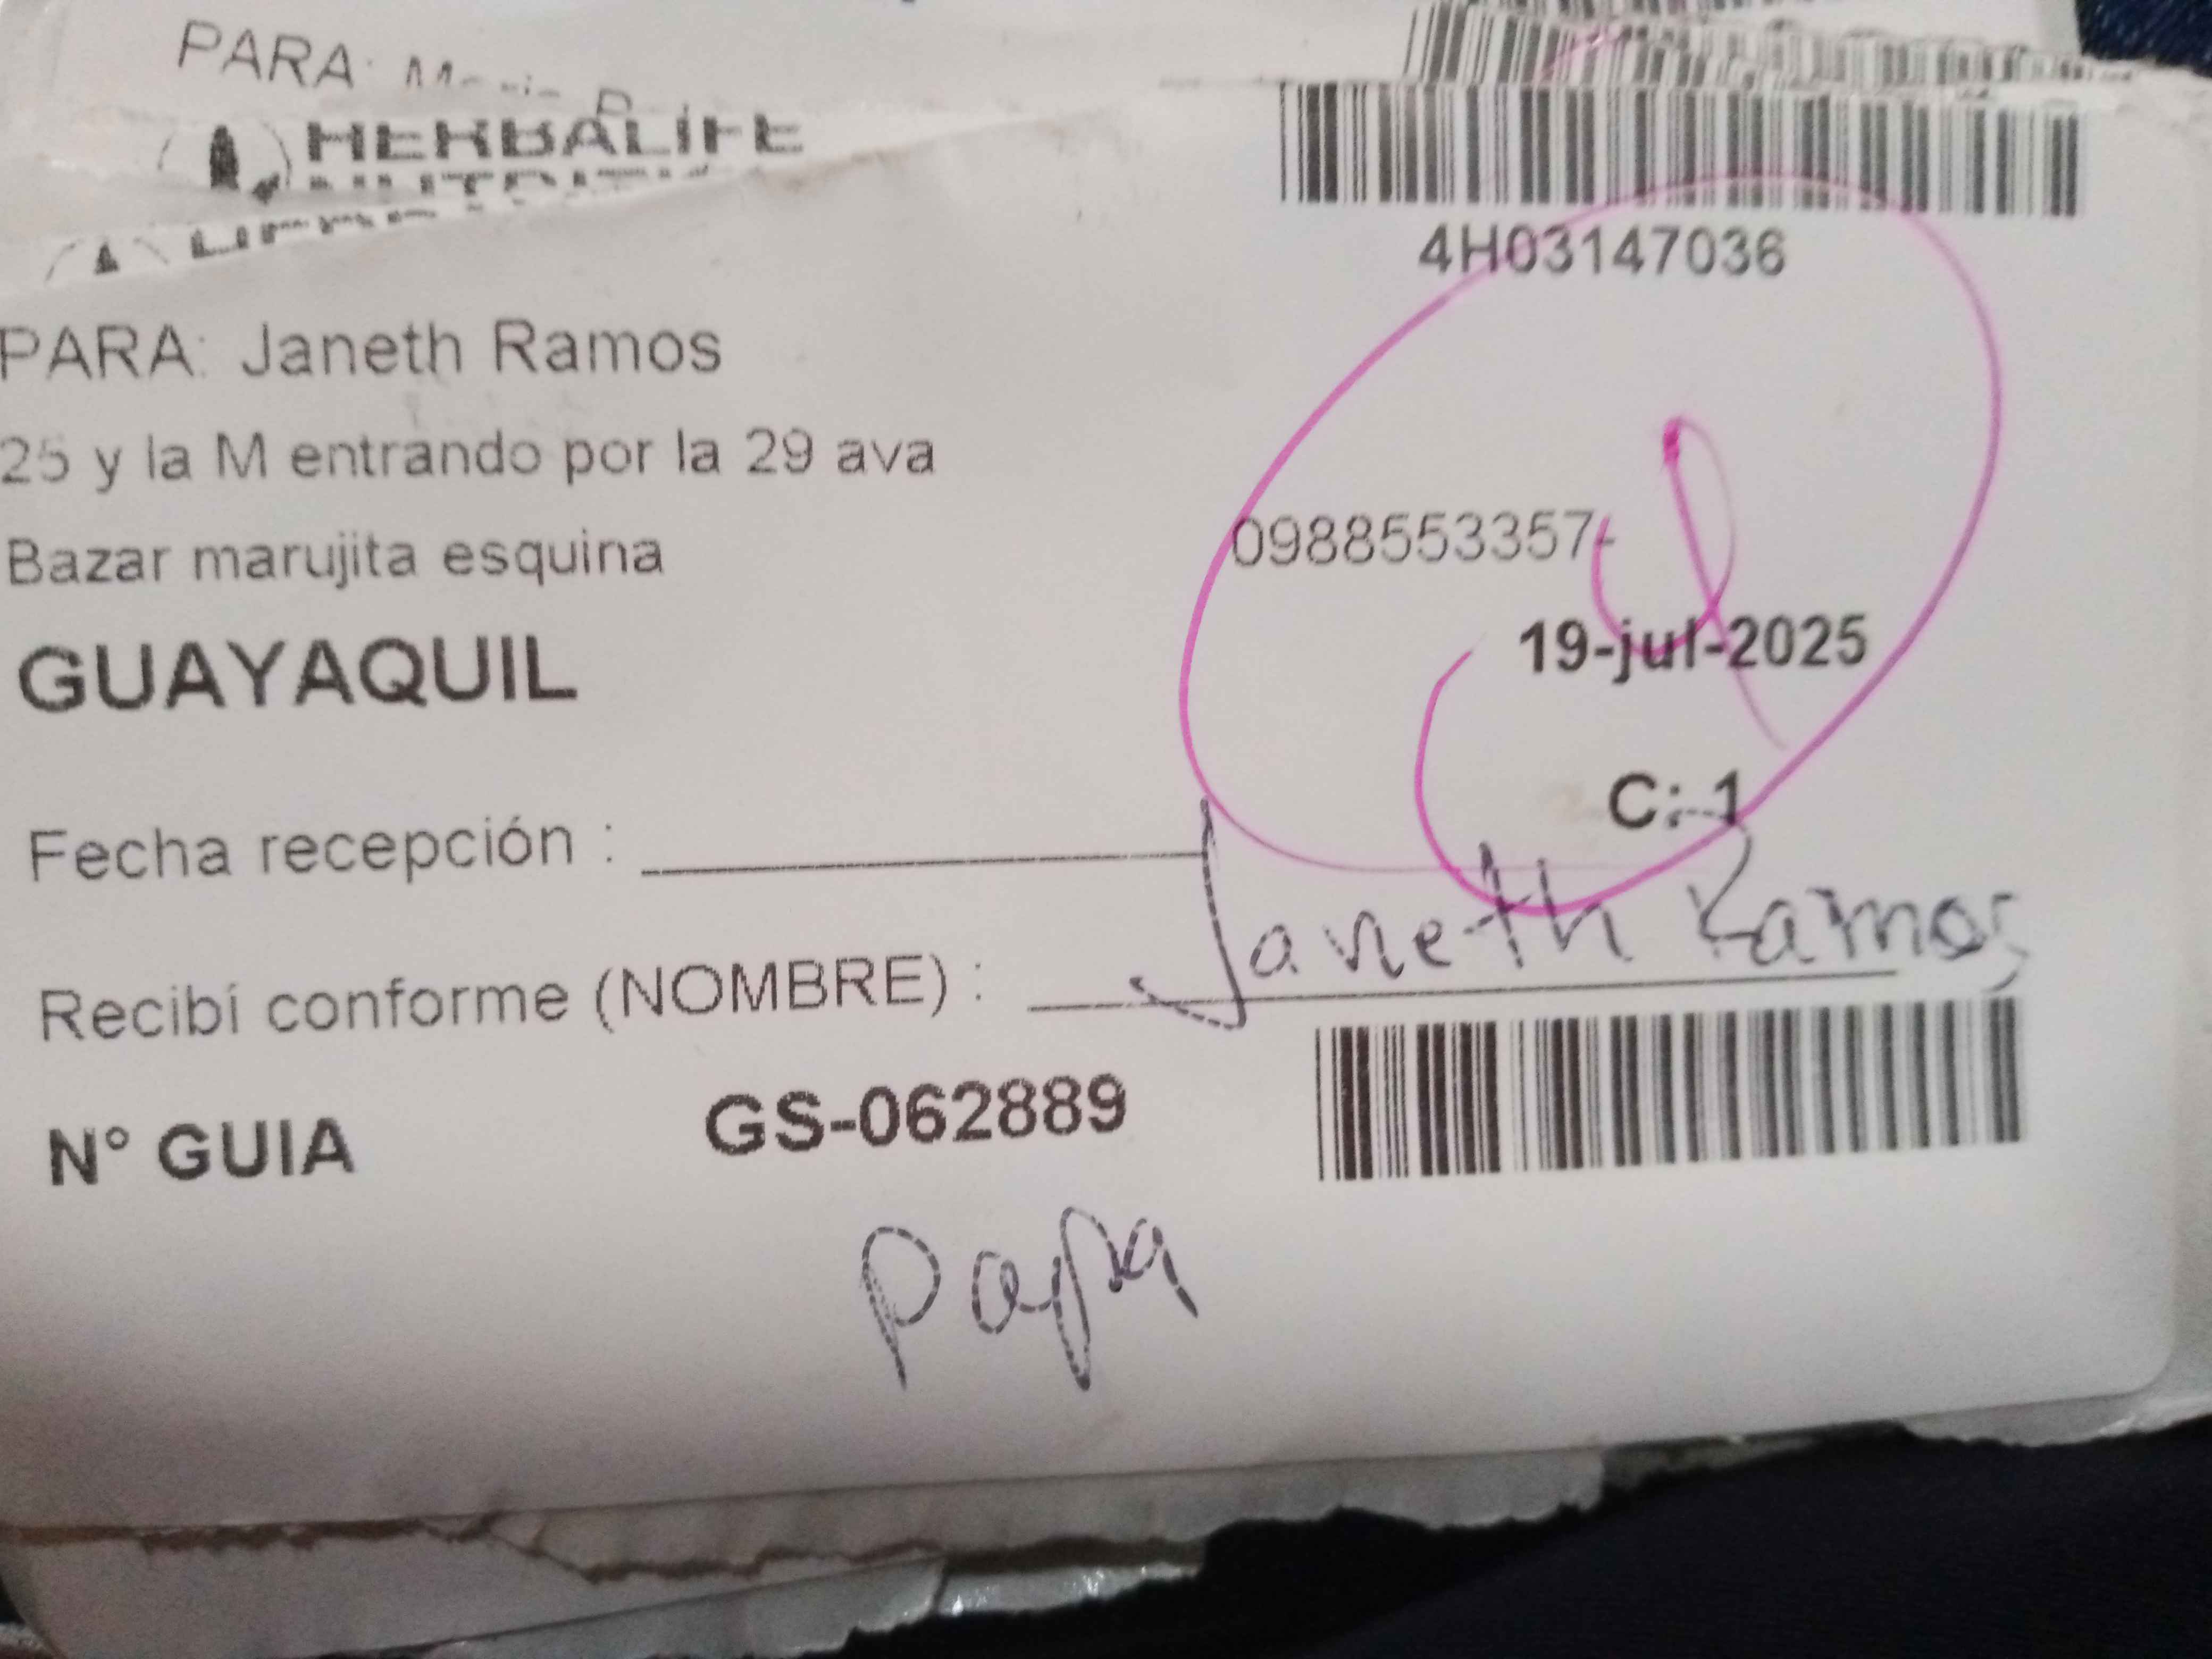 PARA:
HERBALIFE
4H03147036
PARA: Janeth Ramos
25 y la M entrando por la 29 ava
Bazar marujita esquina
0988553357-
GUAYAQUIL
19-jul-2025
C: 1
Fecha recepción :
Recibí conforme (NOMBRE) : Janeth Ramos
N° GUIA GS-062889
Papa